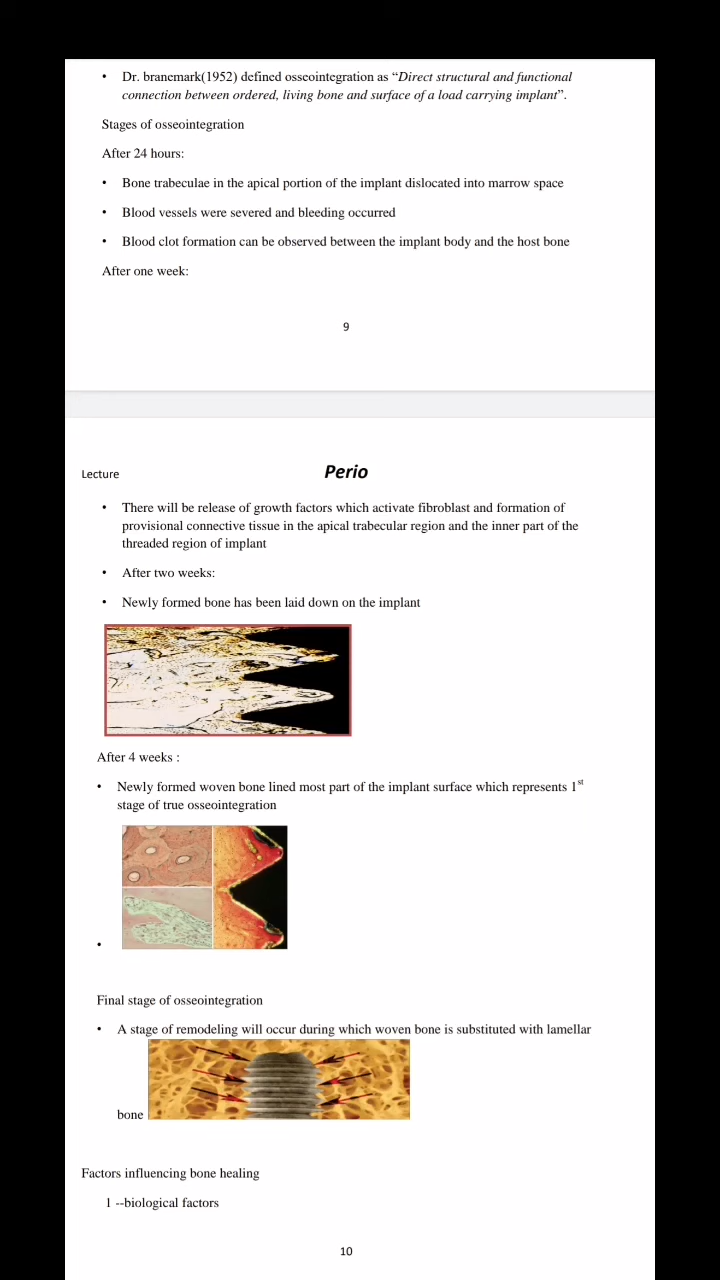 • Dr. branemark(1952) defined osseointegration as “Direct structural and functional
connection between ordered, living bone and surface of a load carrying implant”.
Stages of osseointegration
After 24 hours:
• Bone trabeculae in the apical portion of the implant dislocated into marrow space
• Blood vessels were severed and bleeding occurred
• Blood clot formation can be observed between the implant body and the host bone
After one week:
9
Lecture Perio
• There will be release of growth factors which activate fibroblast and formation of
provisional connective tissue in the apical trabecular region and the inner part of the
threaded region of implant
• After two weeks:
• Newly formed bone has been laid down on the implant
After 4 weeks :
• Newly formed woven bone lined most part of the implant surface which represents 1st
stage of true osseointegration
•
Final stage of osseointegration
• A stage of remodeling will occur during which woven bone is substituted with lamellar
bone
Factors influencing bone healing
1 --biological factors
10